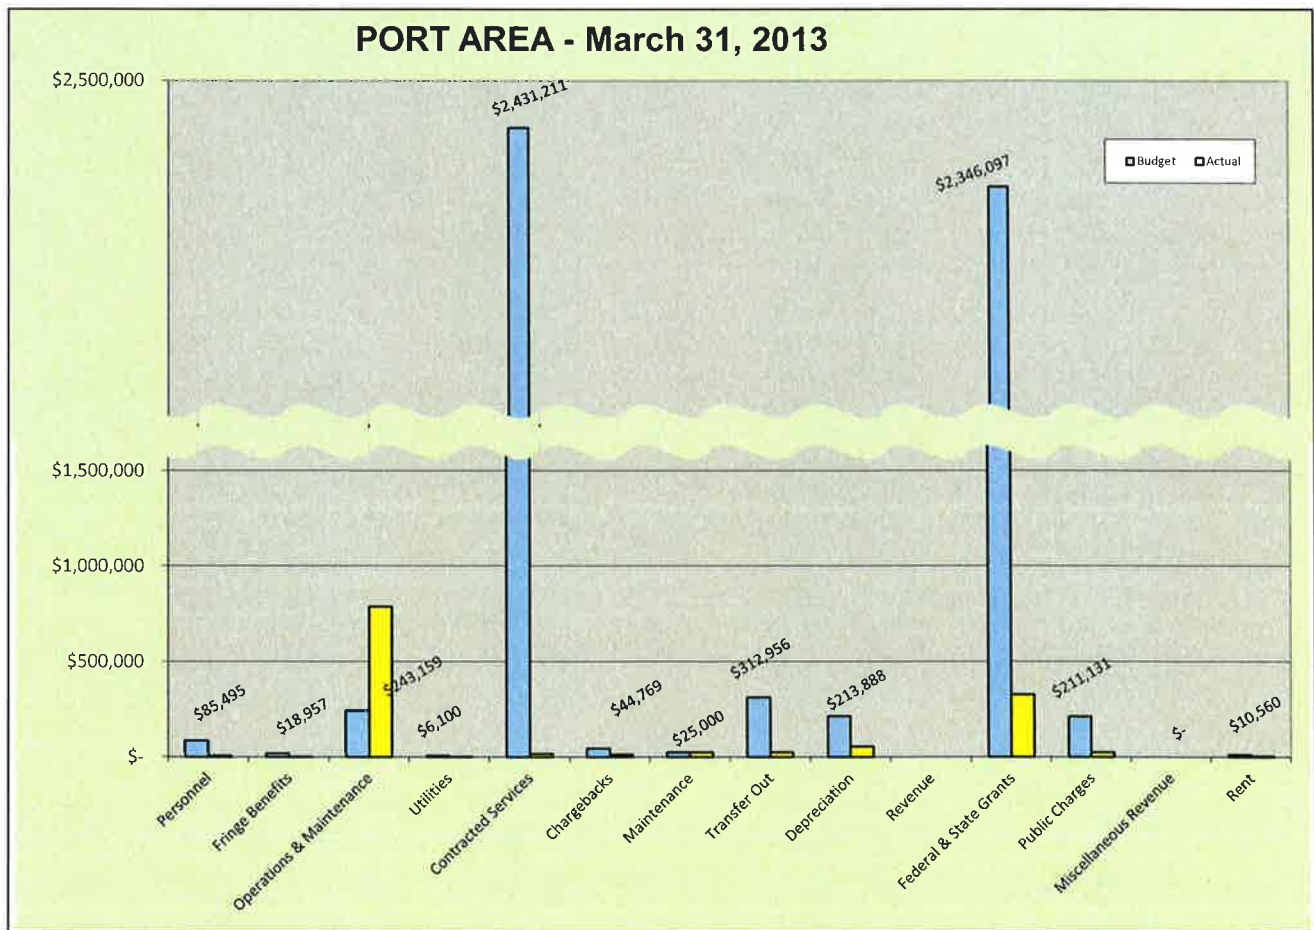 PORT AREA - March 31, 2013
$2,500,000
$2,431,211
$2,346,097
Budget Actual
$1,500,000
$1,000,000
$500,000
$-
$85,495
$18,957
$243,159
$6,100
$44,769
$25,000
$312,956
$213,888
$211,131
$-
$10,560
Personnel
Fringe Benefits
Operations & Maintenance
Utilities
Contracted Services
Chargebacks
Maintenance
Transfer Out
Depreciation
Revenue
Federal & State Grants
Public Charges
Miscellaneous Revenue
Rent